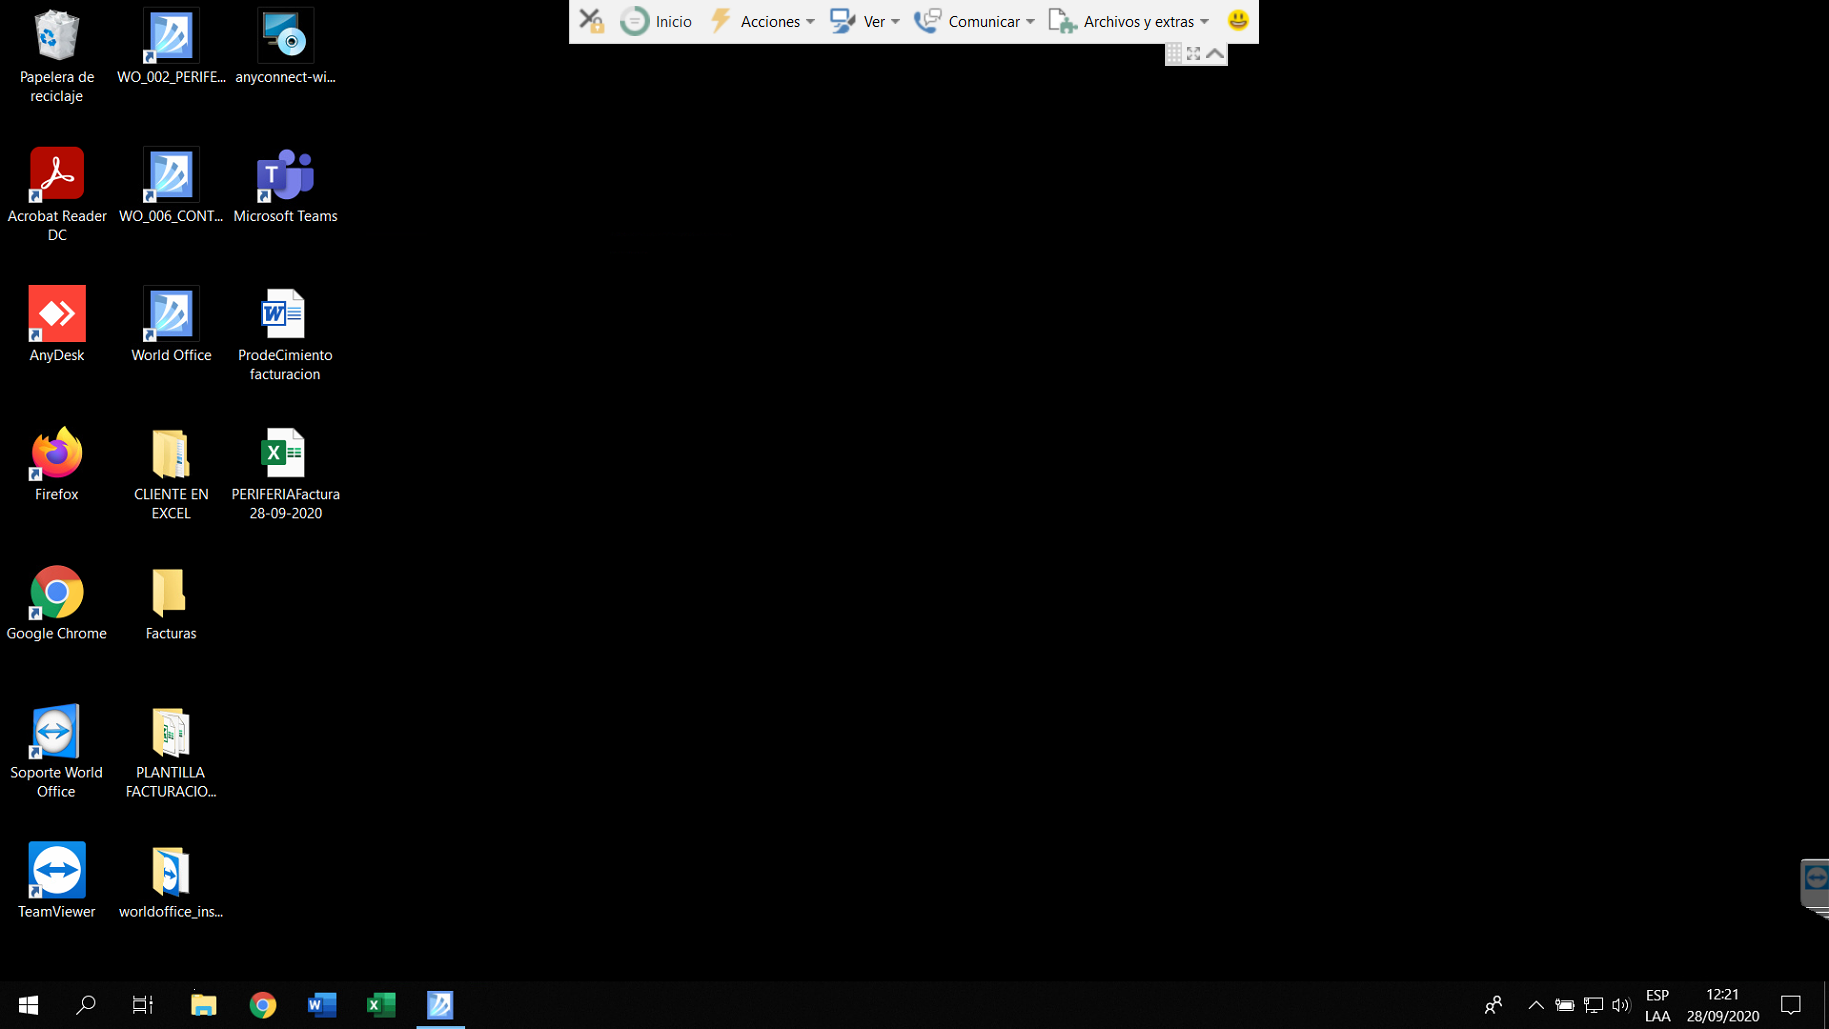 Inicio
Acciones
Ver
Comunicar
Archivos y extras
Papelera de
reciclaje
WO_002_PERIFE...
anyconnect-wi...
Acrobat Reader
DC
WO_006_CONT...
Microsoft Teams
AnyDesk
World Office
ProdeCimiento
facturacion
Firefox
CLIENTE EN
EXCEL
PERIFERIAFactura
28-09-2020
Google Chrome
Facturas
Soporte World
Office
PLANTILLA
FACTURACIO...
TeamViewer
worldoffice_ins...
ESP
LAA
12:21
28/09/2020